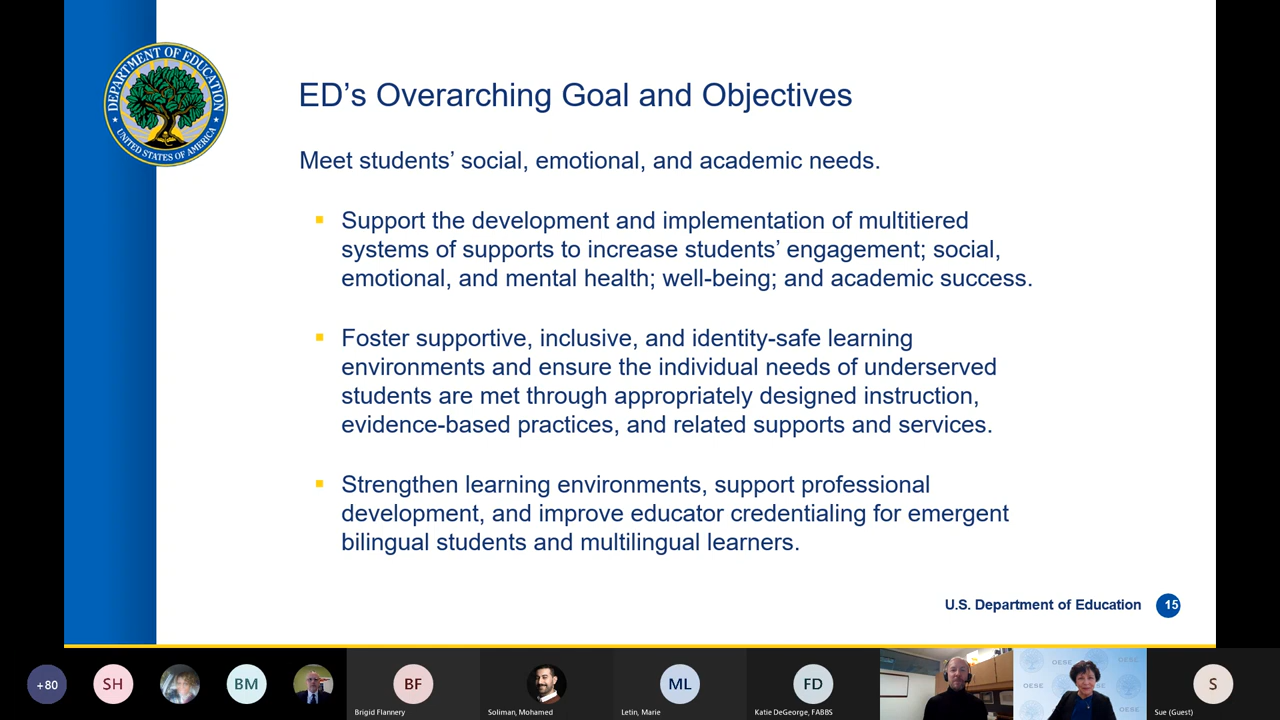 DEPARTMENT OF EDUCATION
UNITED STATES OF AMERICA
ED’s Overarching Goal and Objectives
Meet students’ social, emotional, and academic needs.
Support the development and implementation of multitiered
systems of supports to increase students’ engagement; social,
emotional, and mental health; well-being; and academic success.
Foster supportive, inclusive, and identity-safe learning
environments and ensure the individual needs of underserved
students are met through appropriately designed instruction,
evidence-based practices, and related supports and services.
Strengthen learning environments, support professional
development, and improve educator credentialing for emergent
bilingual students and multilingual learners.
U.S. Department of Education 15
+80
SH
BM
BF
ML
FD
OESE
OESE
OESE
S
Brigid Flannery
Soliman, Mohamed
Letin, Marie
Katie DeGeorge, FABBS
Sue (Guest)